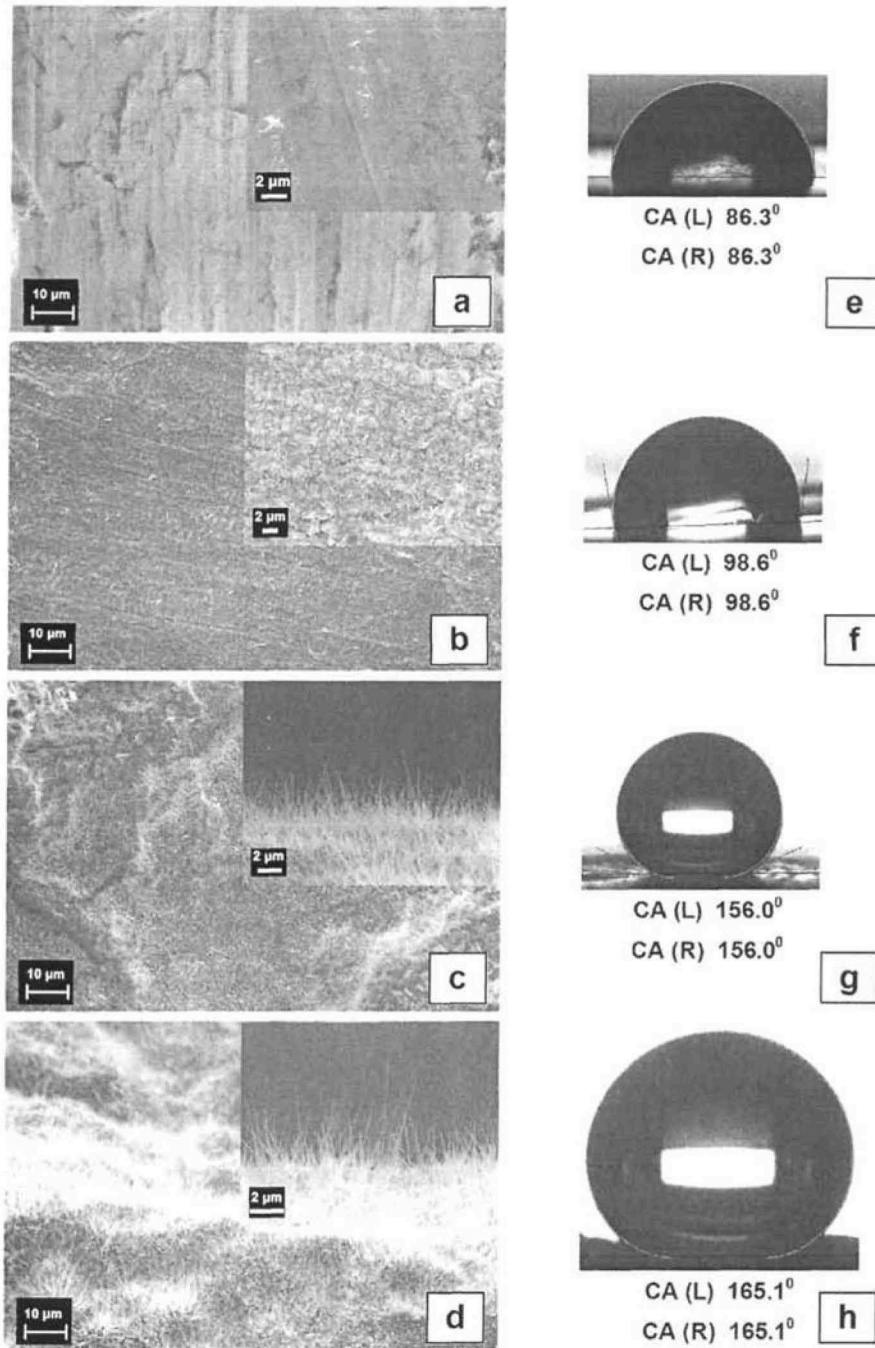 2 µm
10 µm
a
CA (L) 86.3⁰
CA (R) 86.3⁰
e
2 µm
10 µm
b
CA (L) 98.6⁰
CA (R) 98.6⁰
f
2 µm
10 µm
c
CA (L) 156.0⁰
CA (R) 156.0⁰
g
2 µm
10 µm
d
CA (L) 165.1⁰
CA (R) 165.1⁰
h